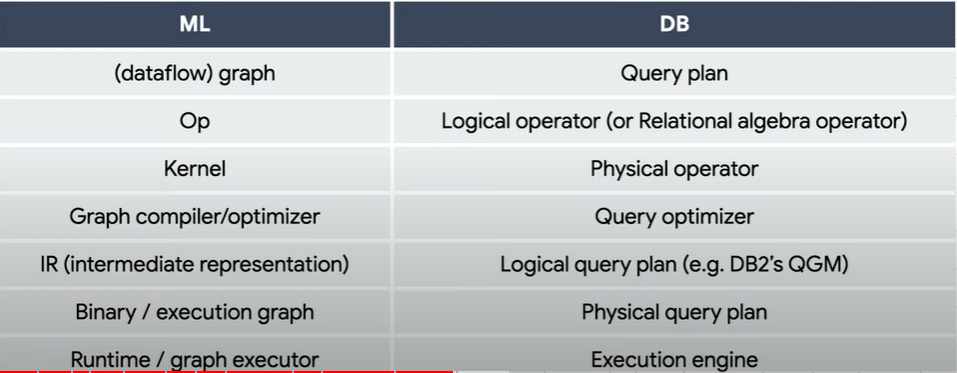 ML DB
(dataflow) graph Query plan
Op Logical operator (or Relational algebra operator)
Kernel Physical operator
Graph compiler/optimizer Query optimizer
IR (intermediate representation) Logical query plan (e.g. DB2's QGM)
Binary / execution graph Physical query plan
Runtime / graph executor Execution engine